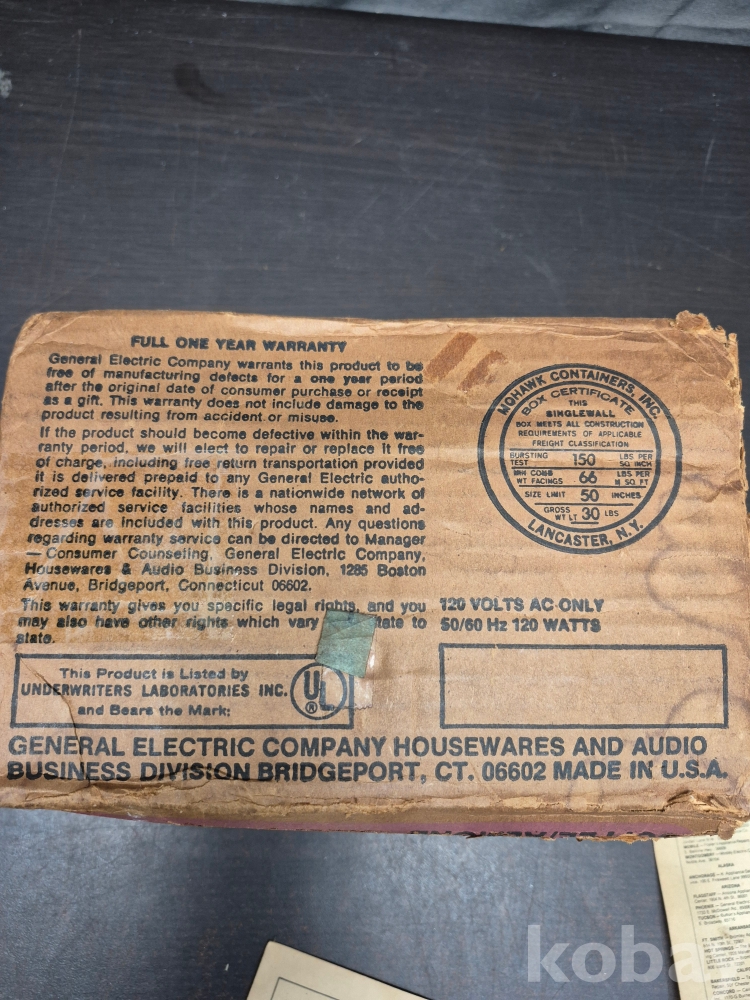 FULL ONE YEAR WARRANTY
General Electric Company warrants this product to be
free of manufacturing defects for a one year period
after the original date of consumer purchase or receipt
as a gift. This warranty does not include damage to the
product resulting from accident or misuse.
If the product should become defective within the war-
ranty period, we will elect to repair or replace it free
of charge, including free return transportation provided
it is delivered prepaid to any General Electric autho-
rized service facility. There is a nationwide network of
authorized service facilities whose names and ad-
dresses are included with this product. Any questions
regarding warranty service can be directed to Manager
— Consumer Counseling, General Electric Company,
Housewares & Audio Business Division, 1285 Boston
Avenue, Bridgeport, Connecticut 06602.
This warranty gives you specific legal rights, and you
may also have other rights which vary to
state.
MOHAWK CONTAINERS, INC.
BOX CERTIFICATE
THIS
SINGLEWALL
BOX MEETS ALL CONSTRUCTION
REQUIREMENTS OF APPLICABLE
FREIGHT CLASSIFICATION
BURSTING TEST 150 LBS PER SQ INCH
MIN COMB WT FACINGS 66 LBS PER M SQ FT
SIZE LIMIT 50 INCHES
GROSS WT LT 30 LBS
LANCASTER, N.Y.
120 VOLTS AC ONLY
50/60 Hz 120 WATTS
This Product is Listed by
UNDERWRITERS LABORATORIES INC.
and Bears the Mark:
UL
GENERAL ELECTRIC COMPANY HOUSEWARES AND AUDIO
BUSINESS DIVISION BRIDGEPORT, CT. 06602 MADE IN U.S.A.
ALASKA
ARIZONA
koba